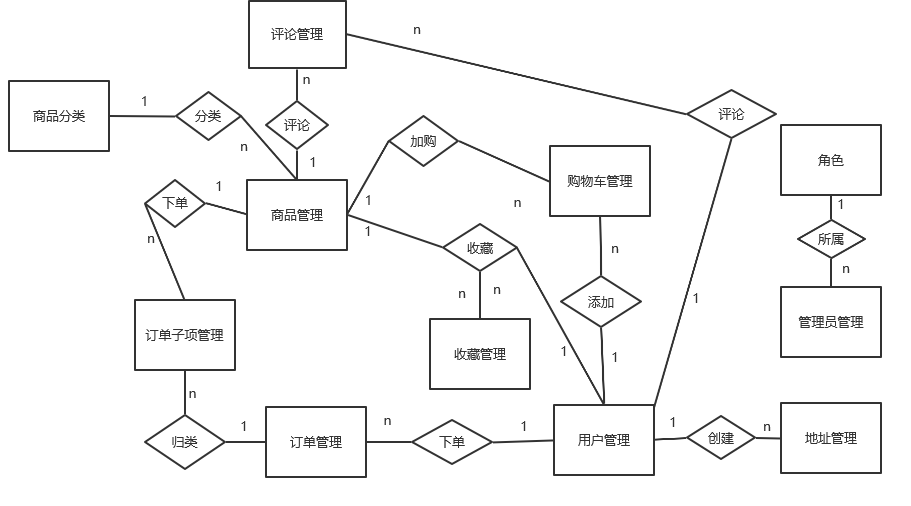 评论管理
n
n
商品分类
1
分类
n
评论
1
加购
评论
角色
购物车管理
1
下单
1
n
商品管理
1
1
n
1
所属
n
收藏
n
n
n
添加
1
管理员管理
订单子项管理
收藏管理
1
1
n
归类
1
订单管理
n
下单
1
用户管理
1
创建
n
地址管理